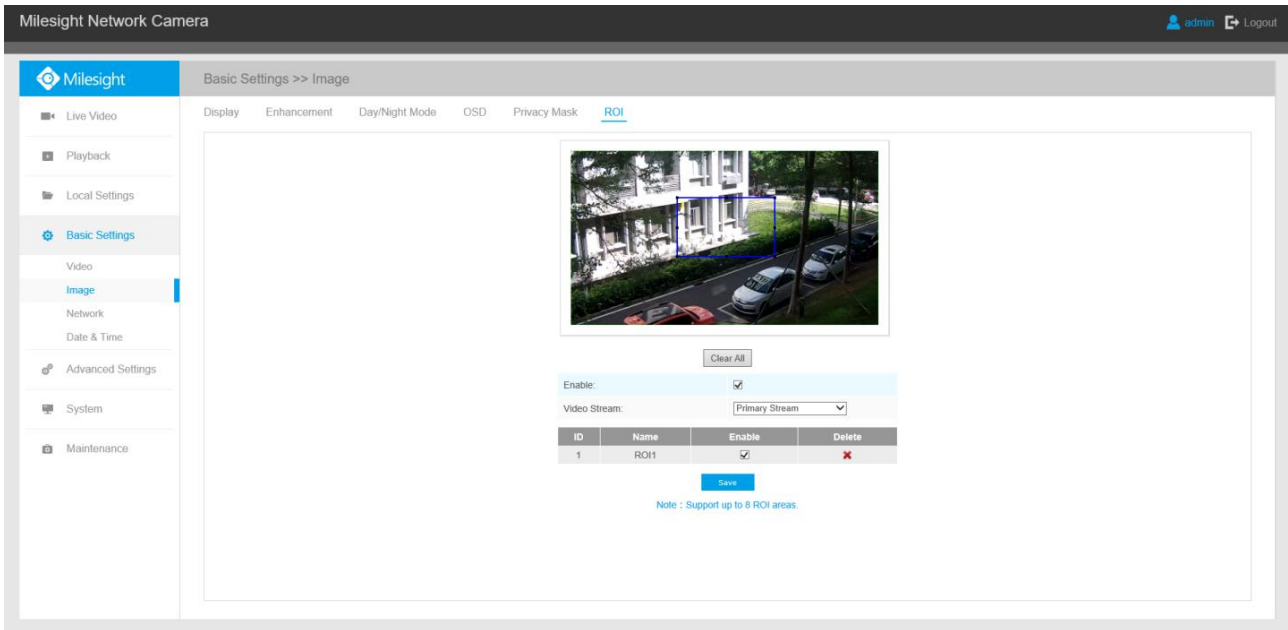 Milesight Network Camera
admin Logout
Milesight
Basic Settings >> Image
Live Video
Playback
Local Settings
Basic Settings
Video
Image
Network
Date & Time
Advanced Settings
System
Maintenance
Display Enhancement Day/Night Mode OSD Privacy Mask ROI
Clear All
Enable:
Video Stream: Primary Stream
ID Name Enable Delete
1 ROI1
Save
Note : Support up to 8 ROI areas.